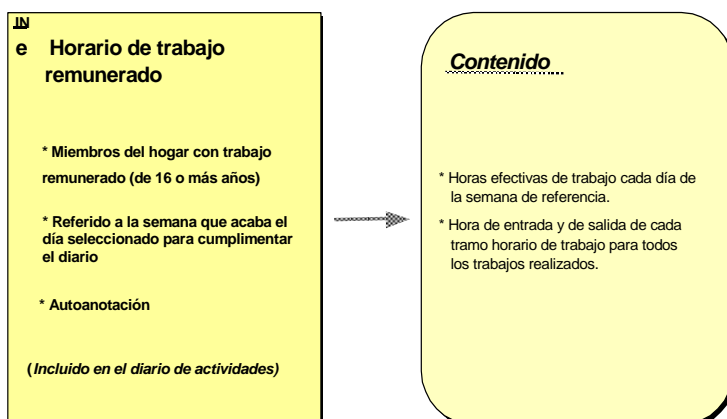 IN
e Horario de trabajo
remunerado
* Miembros del hogar con trabajo
remunerado (de 16 o más años)
* Referido a la semana que acaba el
día seleccionado para cumplimentar
el diario
* Autoanotación
(Incluido en el diario de actividades)
Contenido
* Horas efectivas de trabajo cada día de
la semana de referencia.
* Hora de entrada y de salida de cada
tramo horario de trabajo para todos
los trabajos realizados.